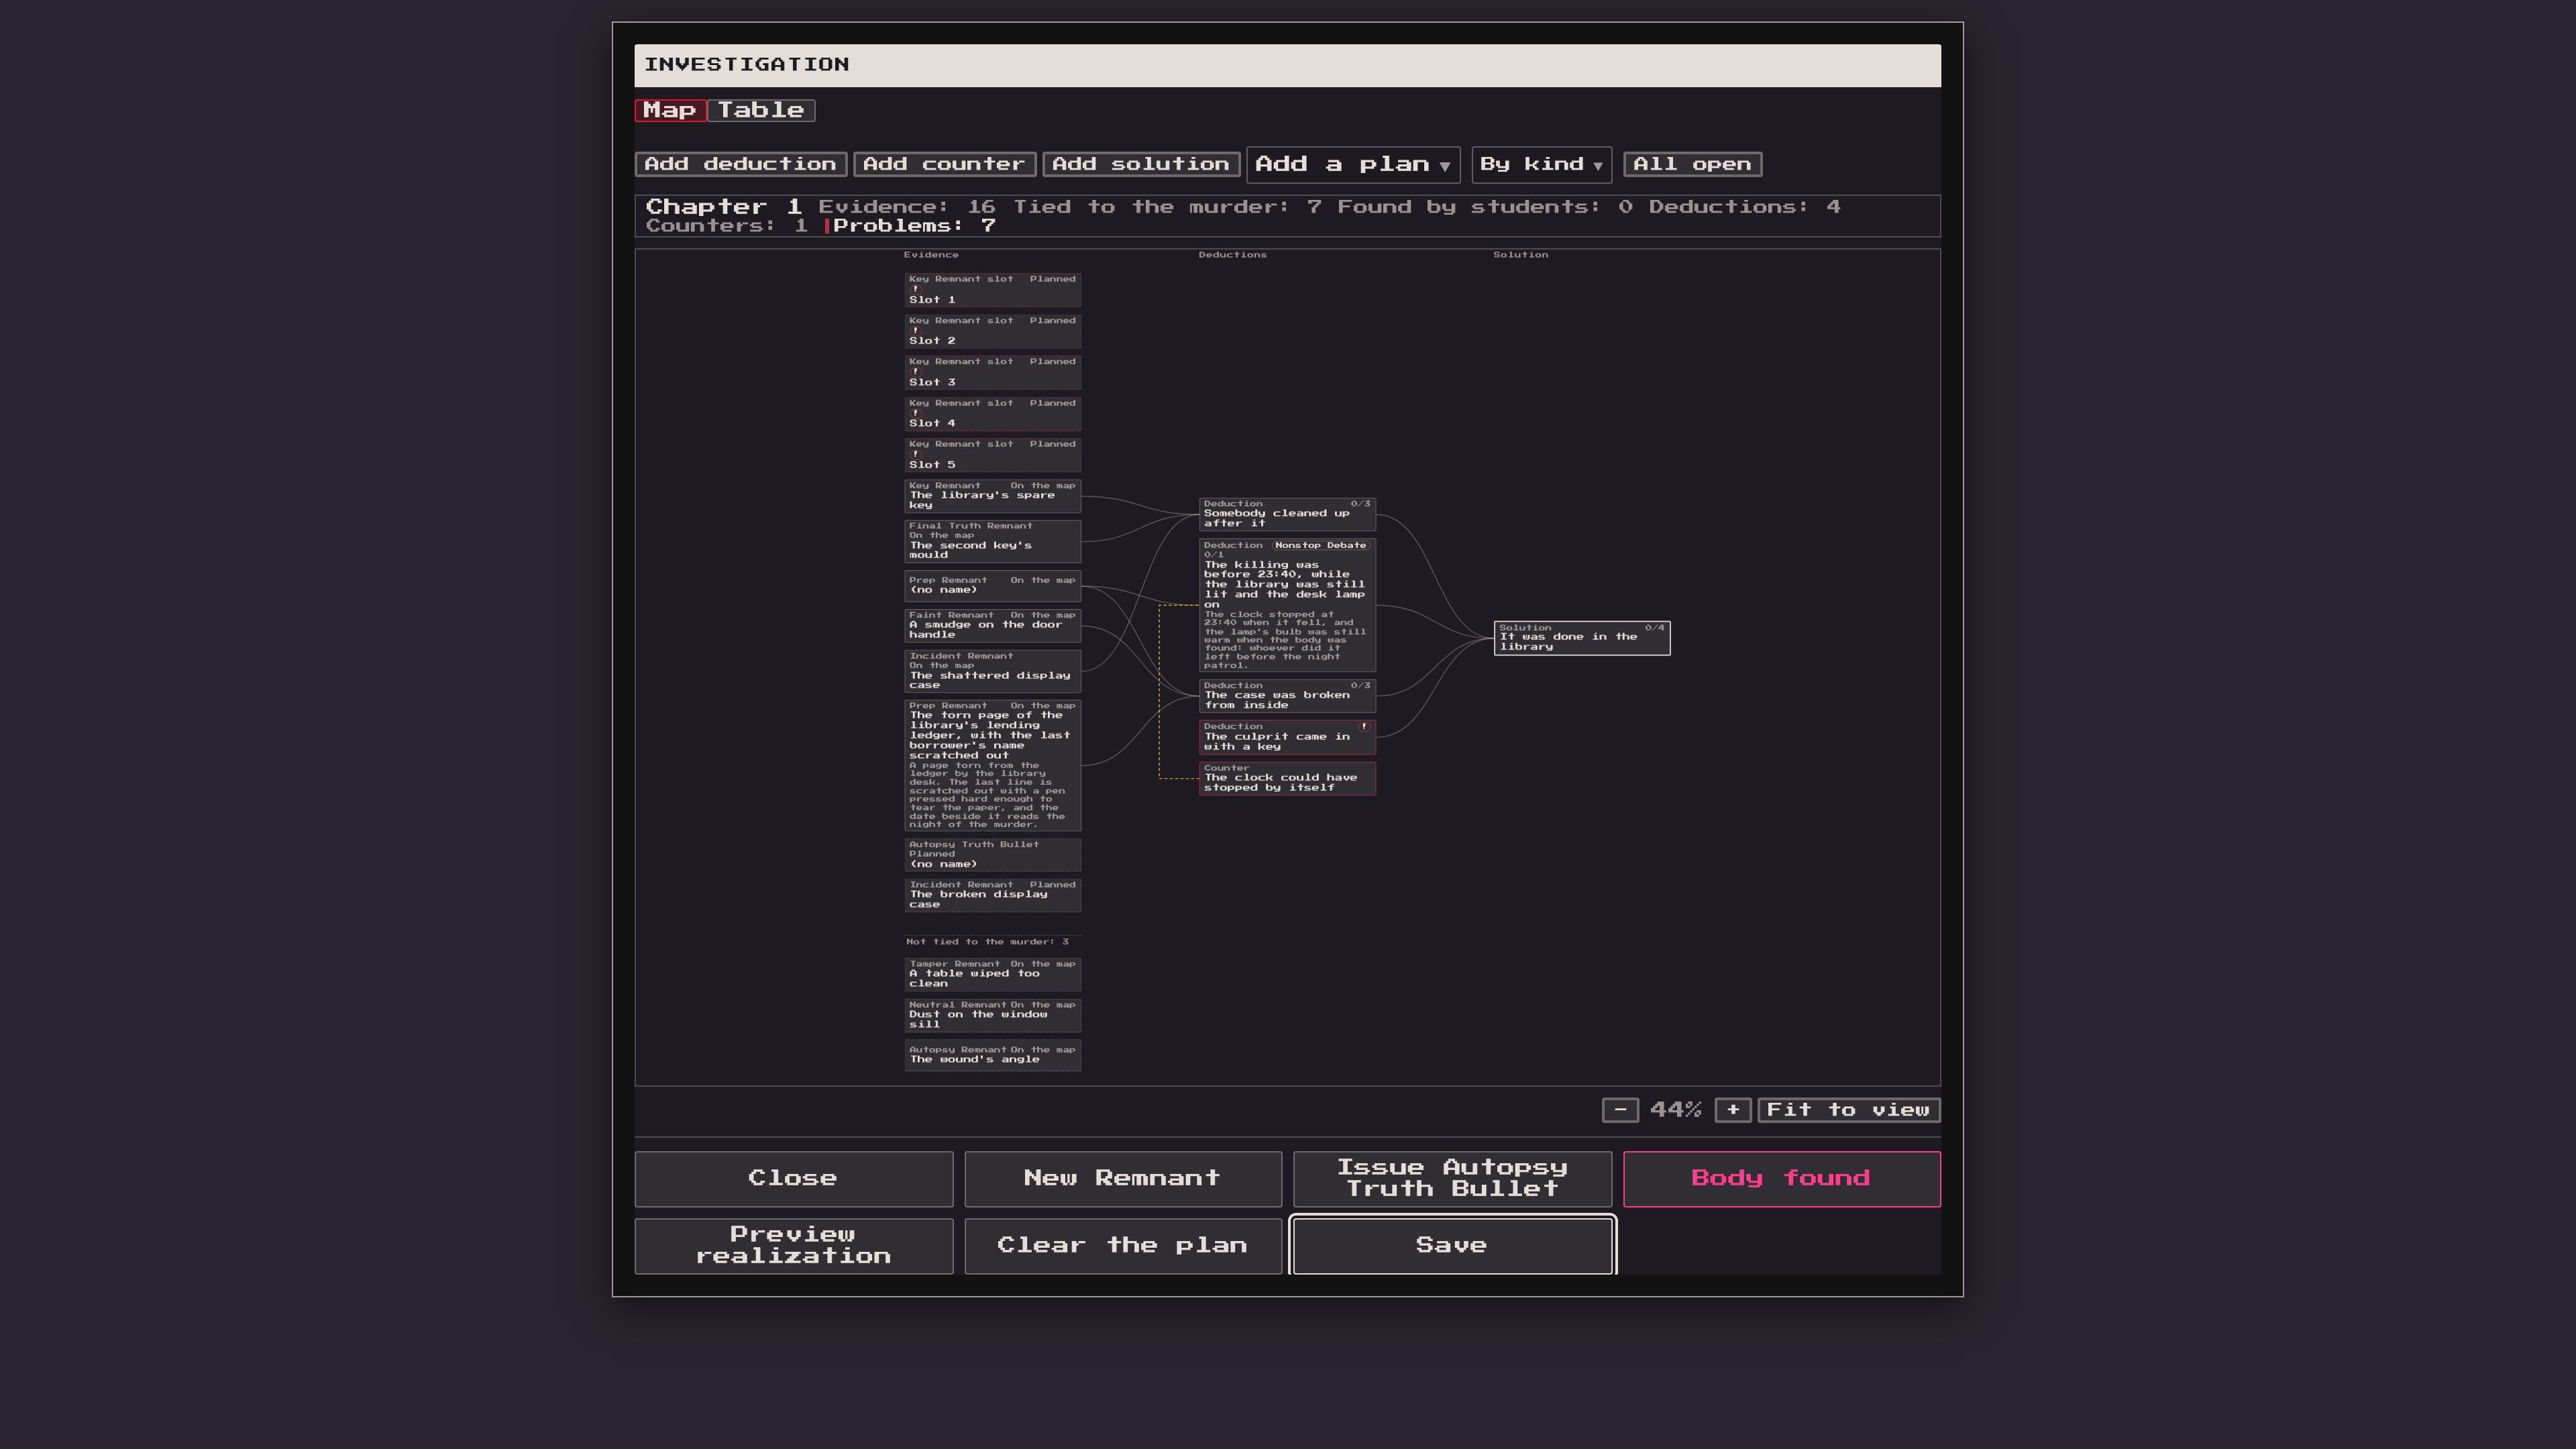 INVESTIGATION
Map Table
Add deduction Add counter Add solution Add a plan ▼ By kind ▼ All open
Chapter 1 Evidence: 16 Tied to the murder: 7 Found by students: 0 Deductions: 4
Counters: 1 Problems: 7
Evidence Deductions Solution
Key Remnant slot Planned
!
Slot 1
Key Remnant slot Planned
!
Slot 2
Key Remnant slot Planned
!
Slot 3
Key Remnant slot Planned
!
Slot 4
Key Remnant slot Planned
!
Slot 5
Key Remnant On the map
The library's spare
key
Final Truth Remnant
On the map
The second key's
mould
Prep Remnant On the map
(no name)
Faint Remnant On the map
A smudge on the door
handle
Incident Remnant
On the map
The shattered display
case
Prep Remnant On the map
The torn page of the
library's lending
ledger, with the last
borrower's name
scratched out
A page torn from the
ledger by the library
desk. The last line is
scratched out with a pen
pressed hard enough to
tear the paper, and the
date beside it reads the
night of the murder.
Autopsy Truth Bullet
Planned
(no name)
Incident Remnant Planned
The broken display
case
Not tied to the murder: 3
Tamper Remnant On the map
A table wiped too
clean
Neutral Remnant On the map
Dust on the window
sill
Autopsy Remnant On the map
The wound's angle
Deduction 0/3
Somebody cleaned up
after it
Deduction Nonstop Debate
0/1
The killing was
before 23:40, while
the library was still
lit and the desk lamp
on
The clock stopped at
23:40 when it fell, and
the lamp's bulb was still
warm when the body was
found: whoever did it
left before the night
patrol.
Deduction 0/3
The case was broken
from inside
Deduction !
The culprit came in
with a key
Counter
The clock could have
stopped by itself
Solution 0/4
It was done in the
library
- 44% + Fit to view
Close New Remnant Issue Autopsy
Truth Bullet Body found
Preview
realization Clear the plan Save